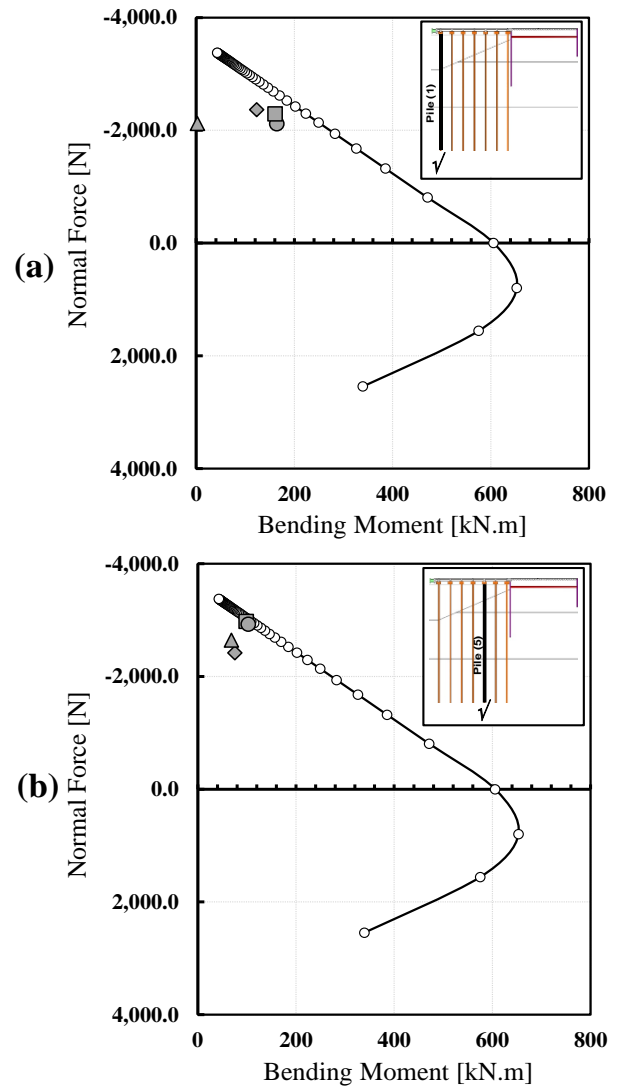 -4,000.0
-2,000.0
0.0
2,000.0
4,000.0
Normal Force [N]
(a)
Pile (1)
0 200 400 600 800
Bending Moment [kN.m]
-4,000.0
-2,000.0
0.0
2,000.0
4,000.0
Normal Force [N]
(b)
Pile (5)
0 200 400 600 800
Bending Moment [kN.m]